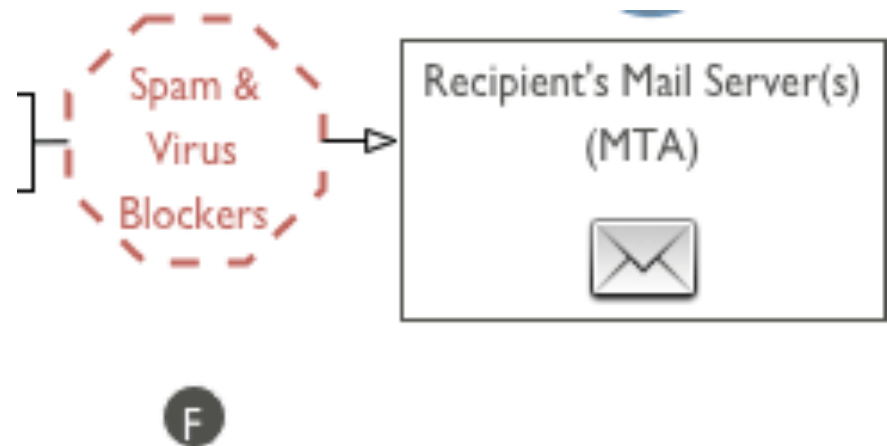 Spam &
Virus
Blockers
Recipient's Mail Server(s)
(MTA)
F